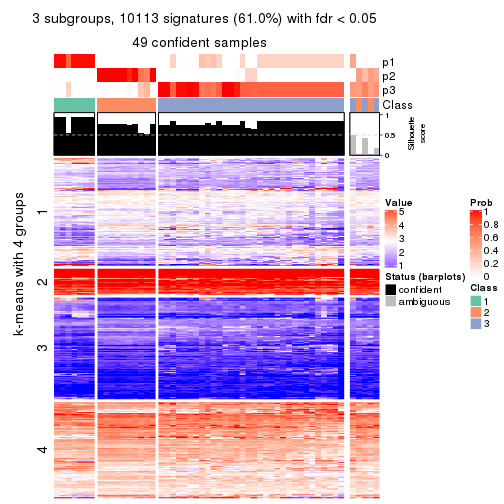 3 subgroups, 10113 signatures (61.0%) with fdr < 0.05
49 confident samples
p1
p2
p3
Class
1
0.5
0
Silhouette
score
k-means with 4 groups
1
2
3
4
Value
5
4
3
2
1
Status (barplots)
confident
ambiguous
Prob
1
0.8
0.6
0.4
0.2
0
Class
1
2
3